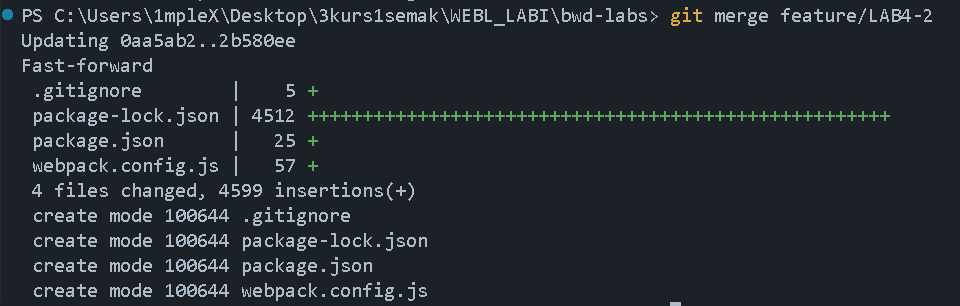 PS C:\Users\1mpleX\Desktop\3kurs1semak\WEBL_LABI\bwd-labs> git merge feature/LAB4-2
Updating 0aa5ab2..2b580ee
Fast-forward
 .gitignore        |    5 +
 package-lock.json | 4512 ++++++++++++++++++++++++++++++++++++++++++++++++++++++
 package.json      |   25 +
 webpack.config.js |   57 +
 4 files changed, 4599 insertions(+)
 create mode 100644 .gitignore
 create mode 100644 package-lock.json
 create mode 100644 package.json
 create mode 100644 webpack.config.js